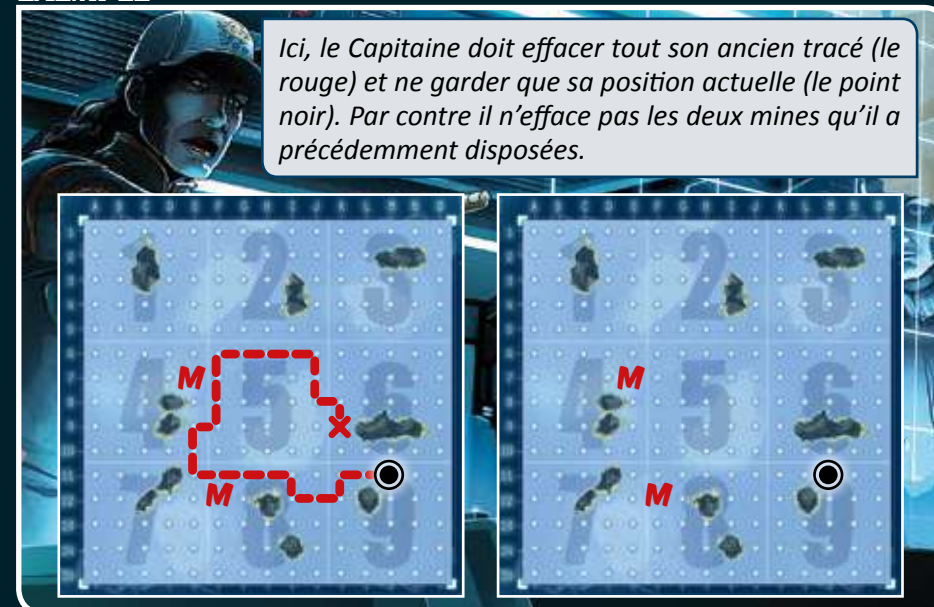 Ici, le Capitaine doit effacer tout son ancien tracé (le
rouge) et ne garder que sa position actuelle (le point
noir). Par contre il n’efface pas les deux mines qu’il a
précédemment disposées.
1 2 3
M
4 5 6
M
7 8 9
1 2 3
M
4 5 6
M
7 8 9